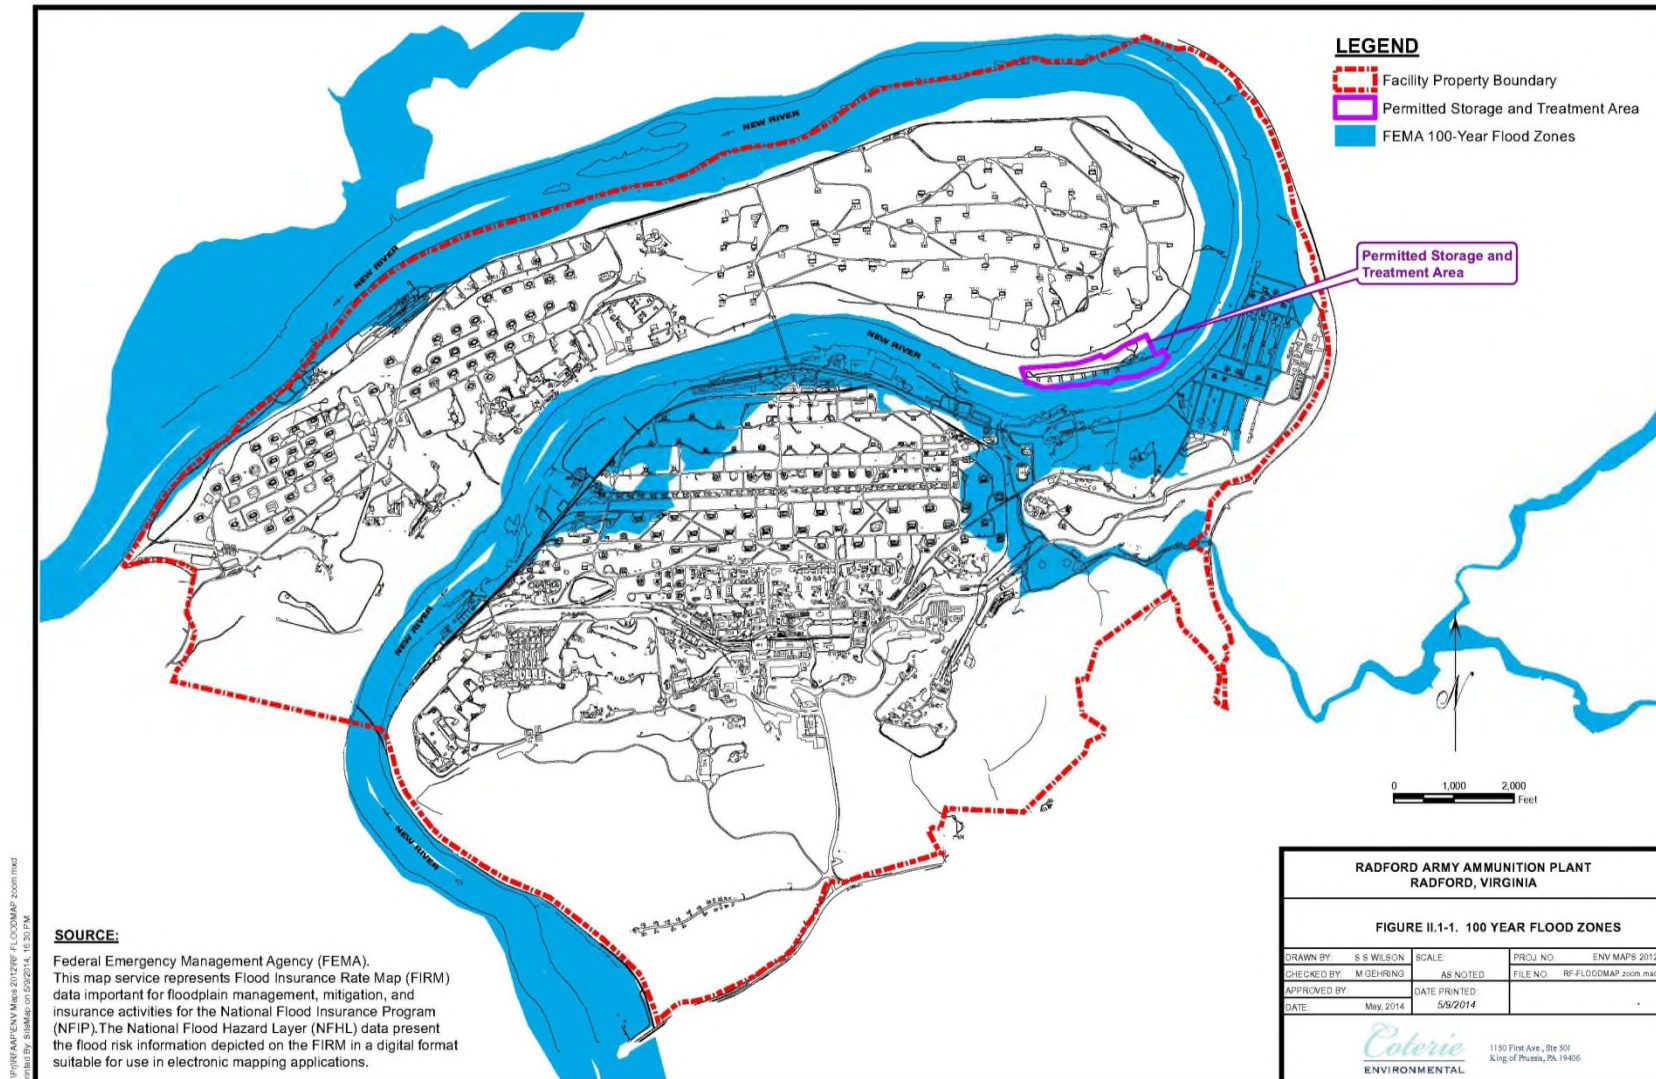 LEGEND
Facility Property Boundary
Permitted Storage and Treatment Area
FEMA 100-Year Flood Zones
NEW RIVER
NEW RIVER
Permitted Storage and
Treatment Area
NEW RIVER
NEW RIVER
NEW RIVER
N
0 1,000 2,000
Feet
SOURCE:
Federal Emergency Management Agency (FEMA).
This map service represents Flood Insurance Rate Map (FIRM)
data important for floodplain management, mitigation, and
insurance activities for the National Flood Insurance Program
(NFIP).The National Flood Hazard Layer (NFHL) data present
the flood risk information depicted on the FIRM in a digital format
suitable for use in electronic mapping applications.
RADFORD ARMY AMMUNITION PLANT
RADFORD, VIRGINIA
FIGURE II.1-1. 100 YEAR FLOOD ZONES
DRAWN BY: S S WILSON SCALE: PROJ. NO. ENV MAPS 2012
CHECKED BY: M GEHRING AS NOTED FILE NO. RF-FLOODMAP zoom.mxd
APPROVED BY: DATE PRINTED:
DATE: May, 2014 5/9/2014
Coterie
ENVIRONMENTAL
1150 First Ave., Ste 501
King of Prussia, PA 19406